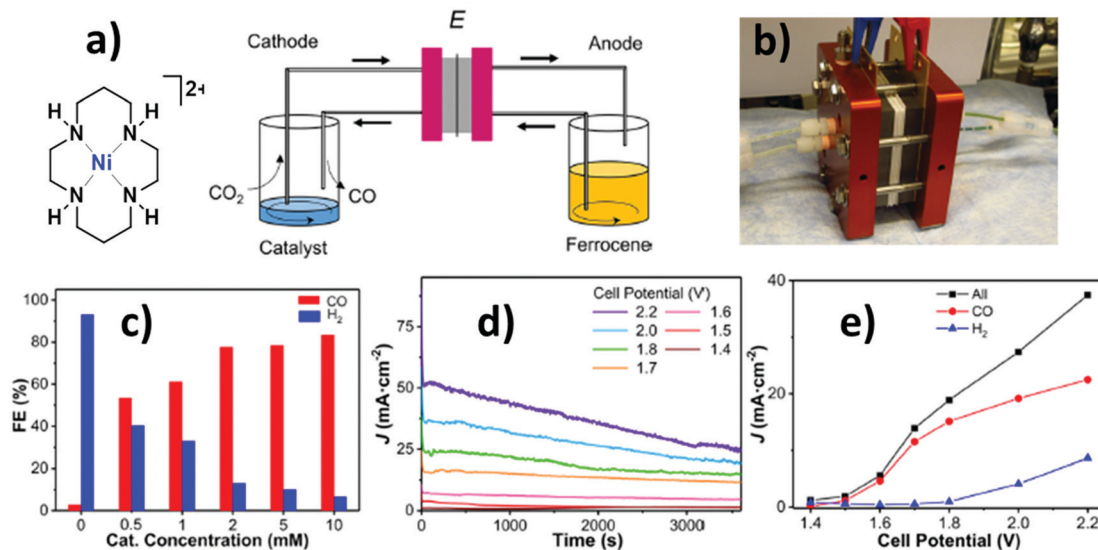 a)
]2+
H
H
N
N
Ni
N
N
H
H
Cathode
E
Anode
CO2
CO
Catalyst
Ferrocene
b)
c)
CO
H2
FE (%)
100
80
60
40
20
0
0 0.5 1 2 5 10
Cat. Concentration (mM)
d)
Cell Potential (V)
2.2 1.6
2.0 1.5
1.8 1.4
1.7
J (mA·cm-2)
75
50
25
0
0 1000 2000 3000
Time (s)
e)
All
CO
H2
J (mA·cm-2)
40
20
0
1.4 1.6 1.8 2.0 2.2
Cell Potential (V)